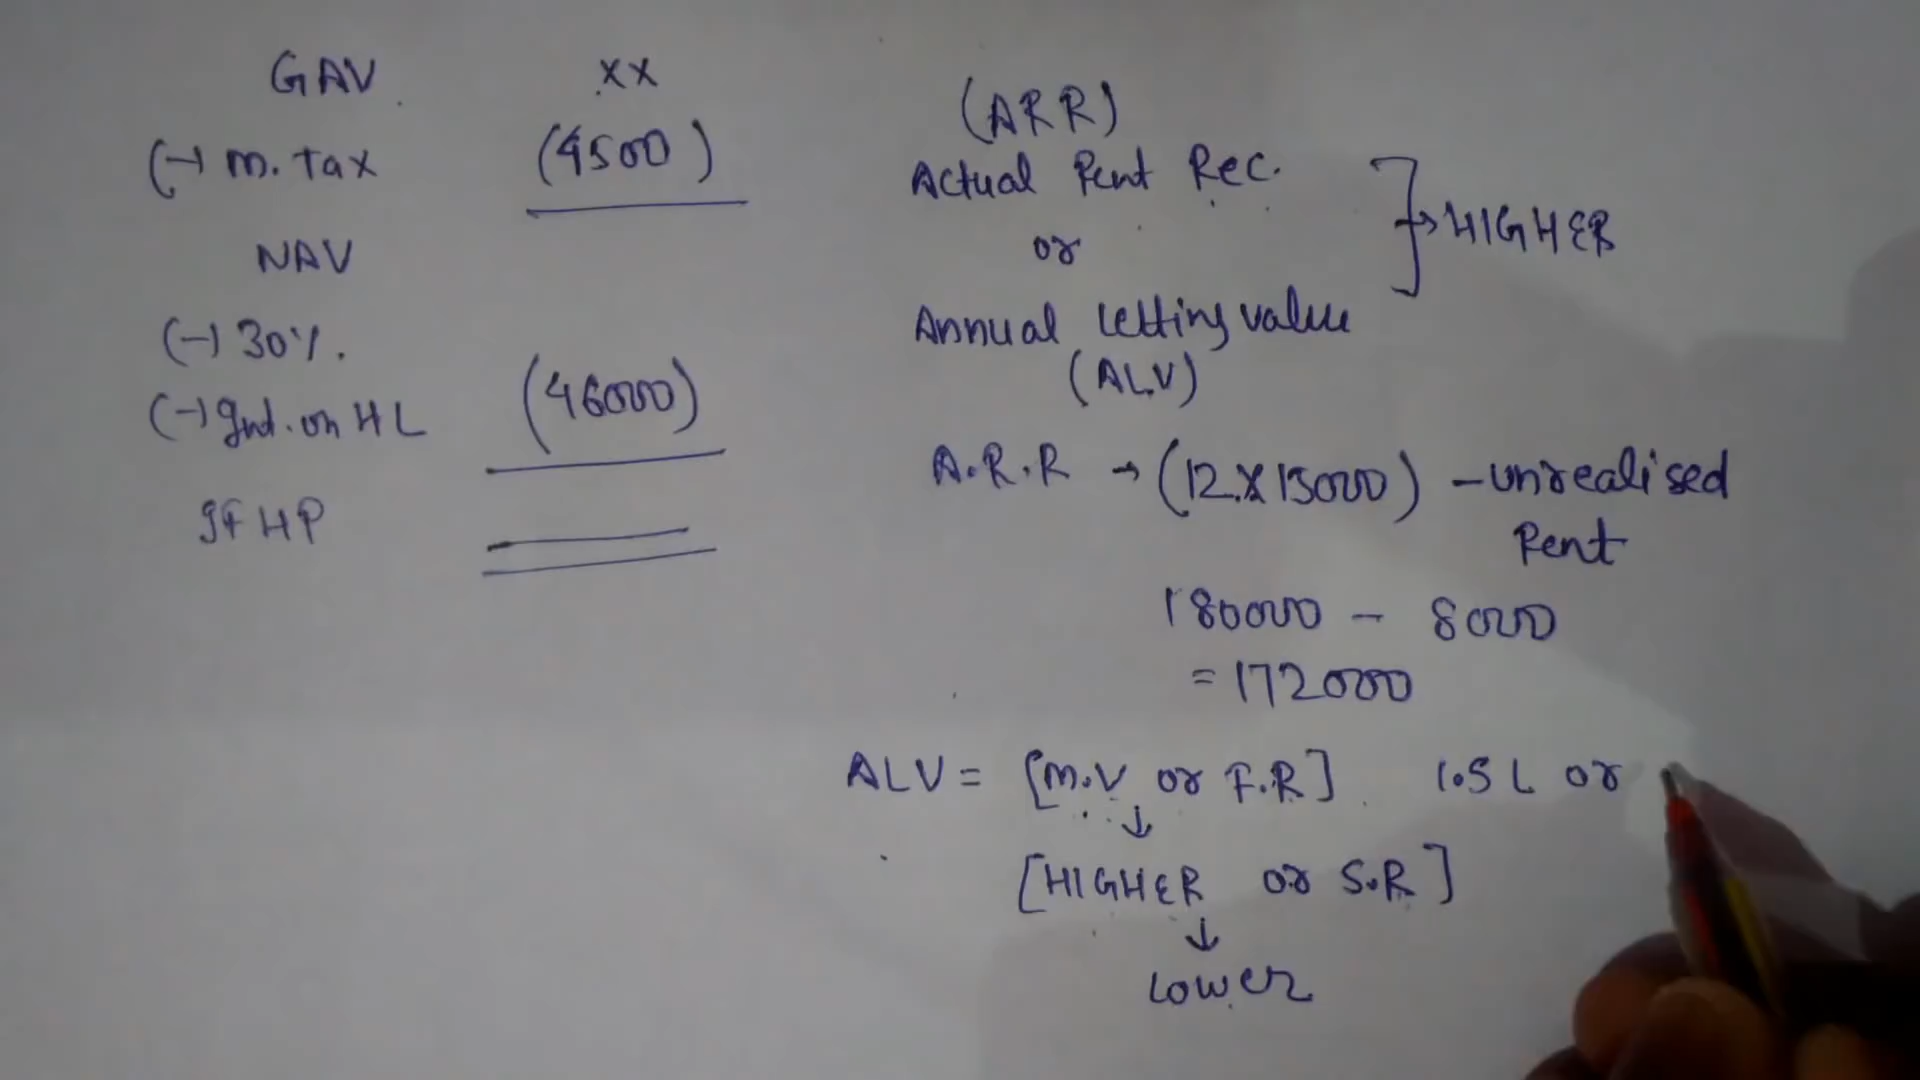 GAV xx
(-) m. Tax (4500)
NAV
(-) 30%.
(-) Int. on HL (46000)
IFHP
(ARR)
Actual Rent Rec.
or
→ HIGHER
Annual Letting value
(ALV)
A.R.R → (12 x 15000) - unrealised
Rent
180000 - 8000
= 172000
ALV = [M.V or F.R] 1.5 L or
↓
[HIGHER or S.R]
↓
Lower